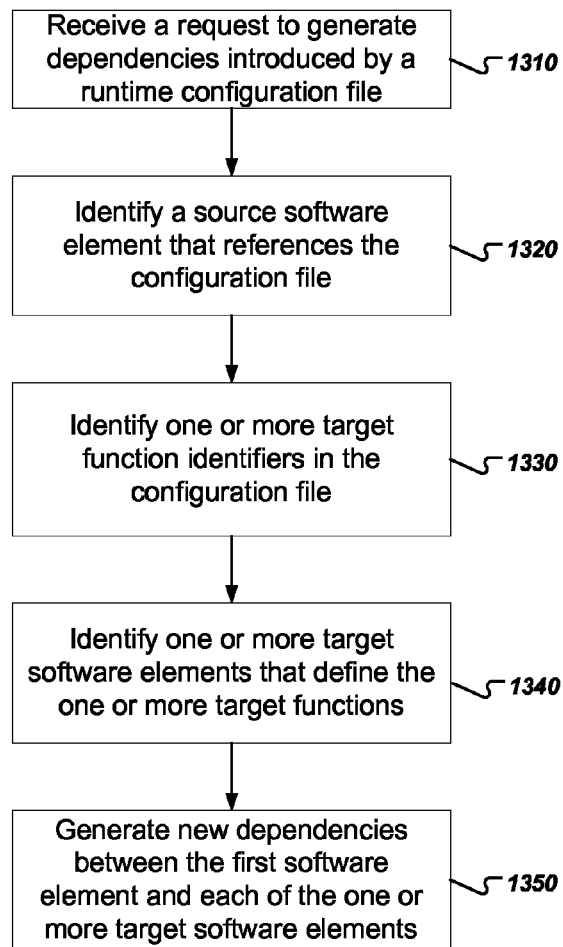 Receive a request to generate
dependencies introduced by a
runtime configuration file
1310
Identify a source software
element that references the
configuration file
1320
Identify one or more target
function identifiers in the
configuration file
1330
Identify one or more target
software elements that define the
one or more target functions
1340
Generate new dependencies
between the first software
element and each of the one or
more target software elements
1350